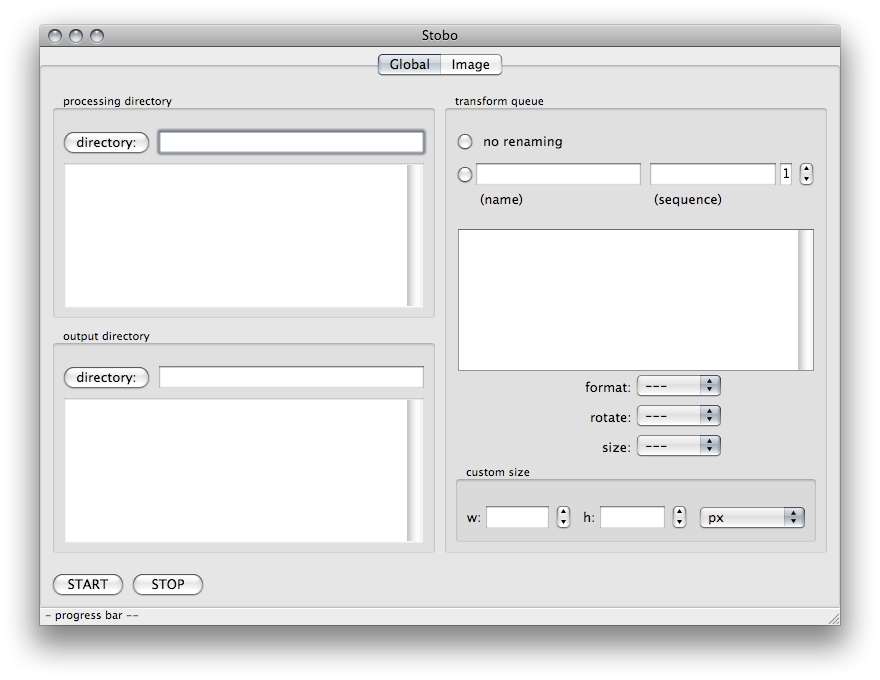 Stobo
Global Image
processing directory
directory:
output directory
directory:
transform queue
no renaming
1
(name) (sequence)
format: ---
rotate: ---
size: ---
custom size
w: h: px
START STOP
- progress bar --